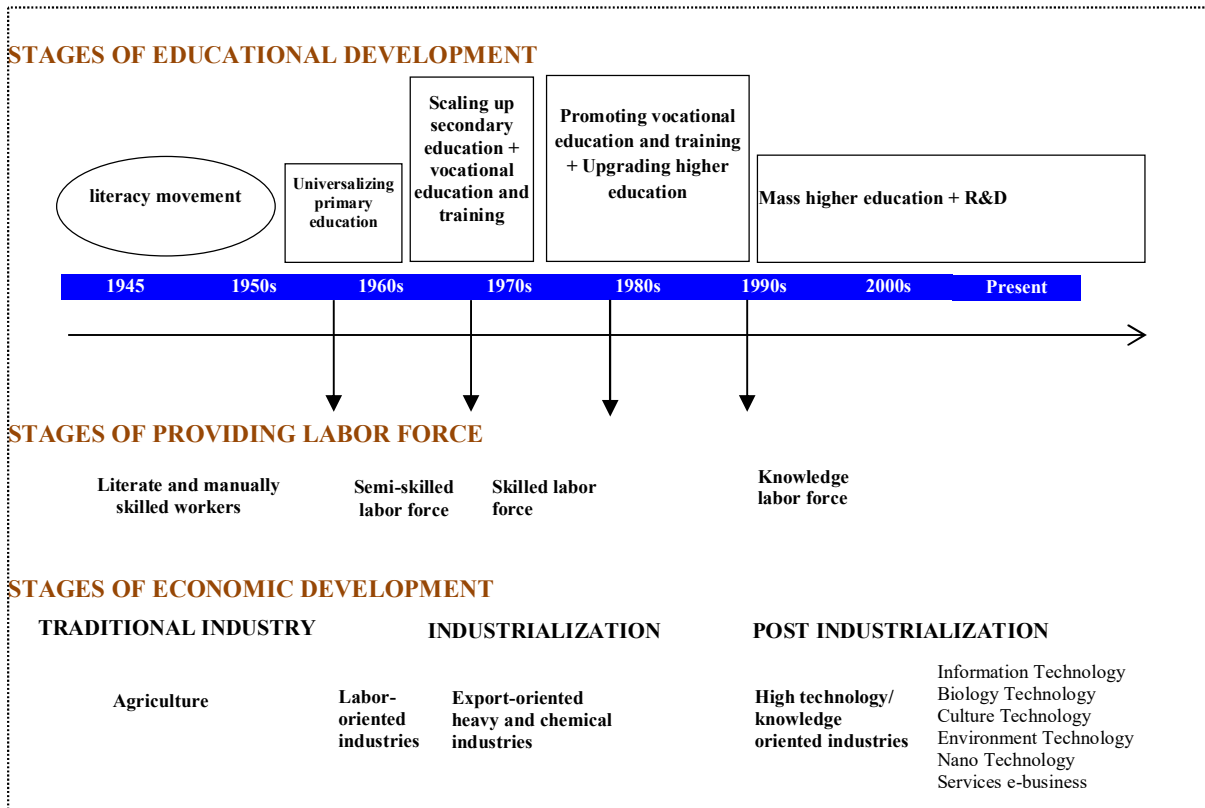 STAGES OF EDUCATIONAL DEVELOPMENT
literacy movement
Universalizing
primary
education
Scaling up
secondary
education +
vocational
education and
training
Promoting vocational
education and training
+ Upgrading higher
education
Mass higher education + R&D
1945 1950s 1960s 1970s 1980s 1990s 2000s Present
STAGES OF PROVIDING LABOR FORCE
Literate and manually
skilled workers
Semi-skilled
labor force
Skilled labor
force
Knowledge
labor force
STAGES OF ECONOMIC DEVELOPMENT
TRADITIONAL INDUSTRY
INDUSTRIALIZATION
POST INDUSTRIALIZATION
Agriculture
Labor-
oriented
industries
Export-oriented
heavy and chemical
industries
High technology/
knowledge
oriented industries
Information Technology
Biology Technology
Culture Technology
Environment Technology
Nano Technology
Services e-business